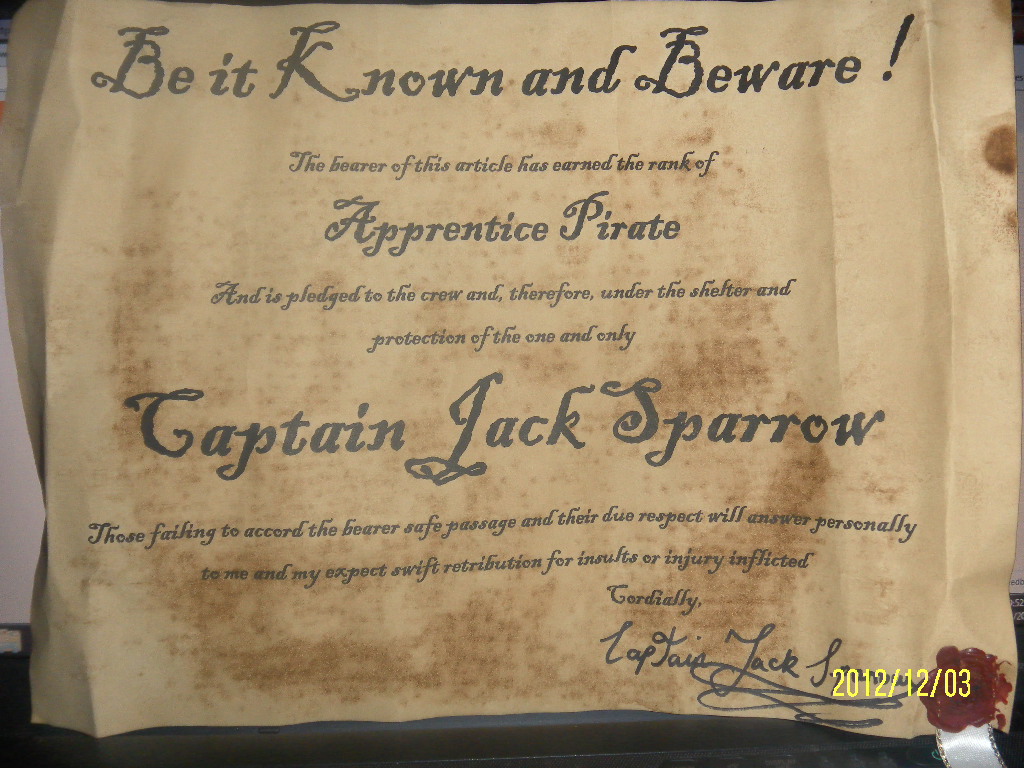 Be it Known and Beware !
The bearer of this article has earned the rank of
Apprentice Pirate
And is pledged to the crew and, therefore, under the shelter and
protection of the one and only
Captain Jack Sparrow
Those failing to accord the bearer safe passage and their due respect will answer personally
to me and my expect swift retribution for insults or injury inflicted
Cordially,
Captain Jack Sparrow
2012/12/03